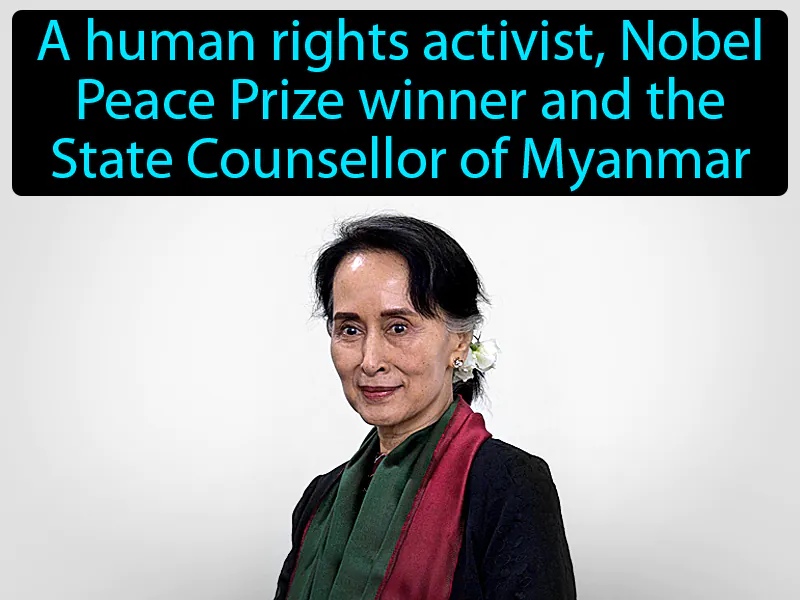 A human rights activist, Nobel
Peace Prize winner and the
State Counsellor of Myanmar